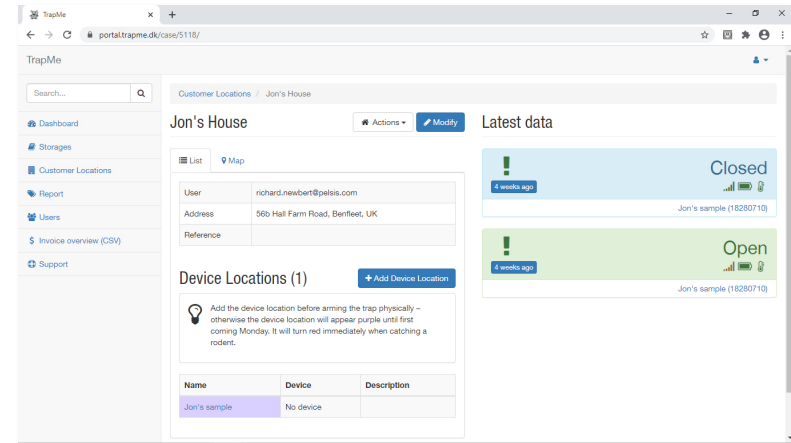 TrapMe
portal.trapme.dk/case/5118/
TrapMe
Search...
Dashboard
Storages
Customer Locations
Report
Users
Invoice overview (CSV)
Support
Customer Locations / Jon's House
Jon's House
Actions
Modify
List
Map
User richard.newbert@pelsis.com
Address 56b Hall Farm Road, Benfleet, UK
Reference
Device Locations (1)
+ Add Device Location
Add the device location before arming the trap physically –
otherwise the device location will appear purple until first
coming Monday. It will turn red immediately when catching a
rodent.
Name Device Description
Jon's sample No device
Latest data
Closed
4 weeks ago
Jon's sample (18280710)
Open
4 weeks ago
Jon's sample (18280710)